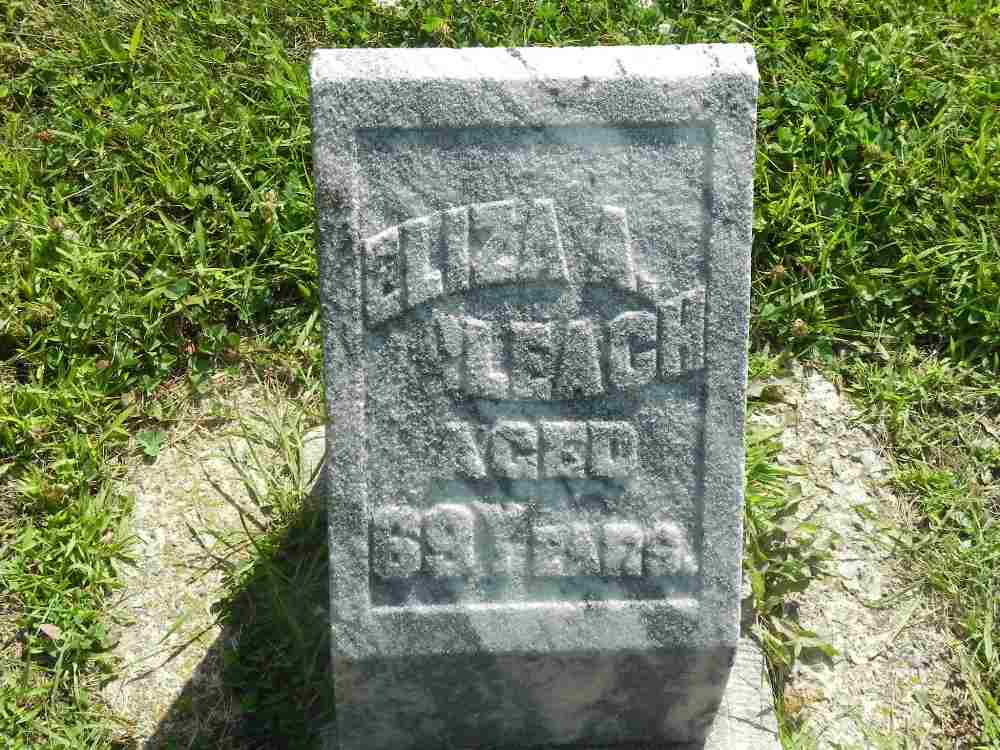 ELIZA I.
LEACH
AGED
69 YEARS.